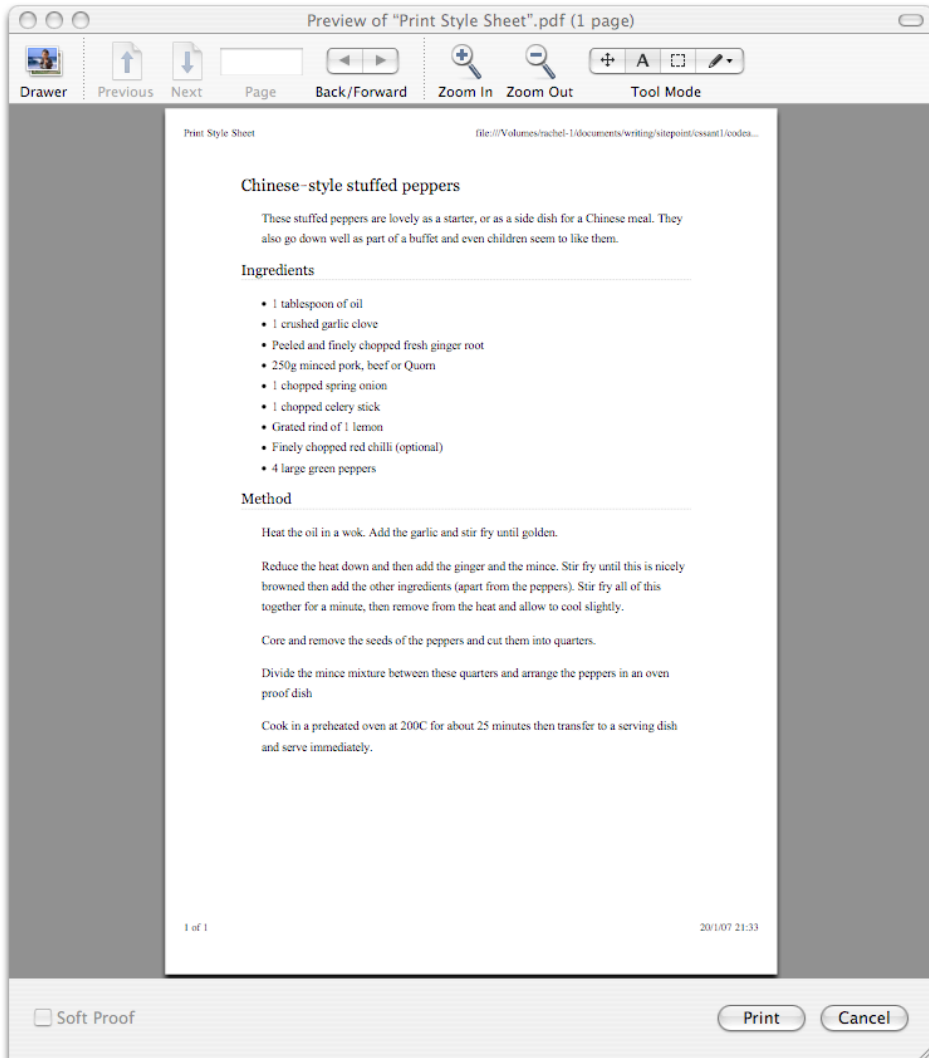 Preview of “Print Style Sheet”.pdf (1 page)
Drawer Previous Next Page Back/Forward Zoom In Zoom Out A Tool Mode
Print Style Sheet file:///Volumes/rachel-1/documents/writing/sitepoint/cssant1/codea...
Chinese-style stuffed peppers
These stuffed peppers are lovely as a starter, or as a side dish for a Chinese meal. They
also go down well as part of a buffet and even children seem to like them.
Ingredients
• 1 tablespoon of oil
• 1 crushed garlic clove
• Peeled and finely chopped fresh ginger root
• 250g minced pork, beef or Quorn
• 1 chopped spring onion
• 1 chopped celery stick
• Grated rind of 1 lemon
• Finely chopped red chilli (optional)
• 4 large green peppers
Method
Heat the oil in a wok. Add the garlic and stir fry until golden.
Reduce the heat down and then add the ginger and the mince. Stir fry until this is nicely
browned then add the other ingredients (apart from the peppers). Stir fry all of this
together for a minute, then remove from the heat and allow to cool slightly.
Core and remove the seeds of the peppers and cut them into quarters.
Divide the mince mixture between these quarters and arrange the peppers in an oven
proof dish
Cook in a preheated oven at 200C for about 25 minutes then transfer to a serving dish
and serve immediately.
1 of 1 20/1/07 21:33
Soft Proof Print Cancel